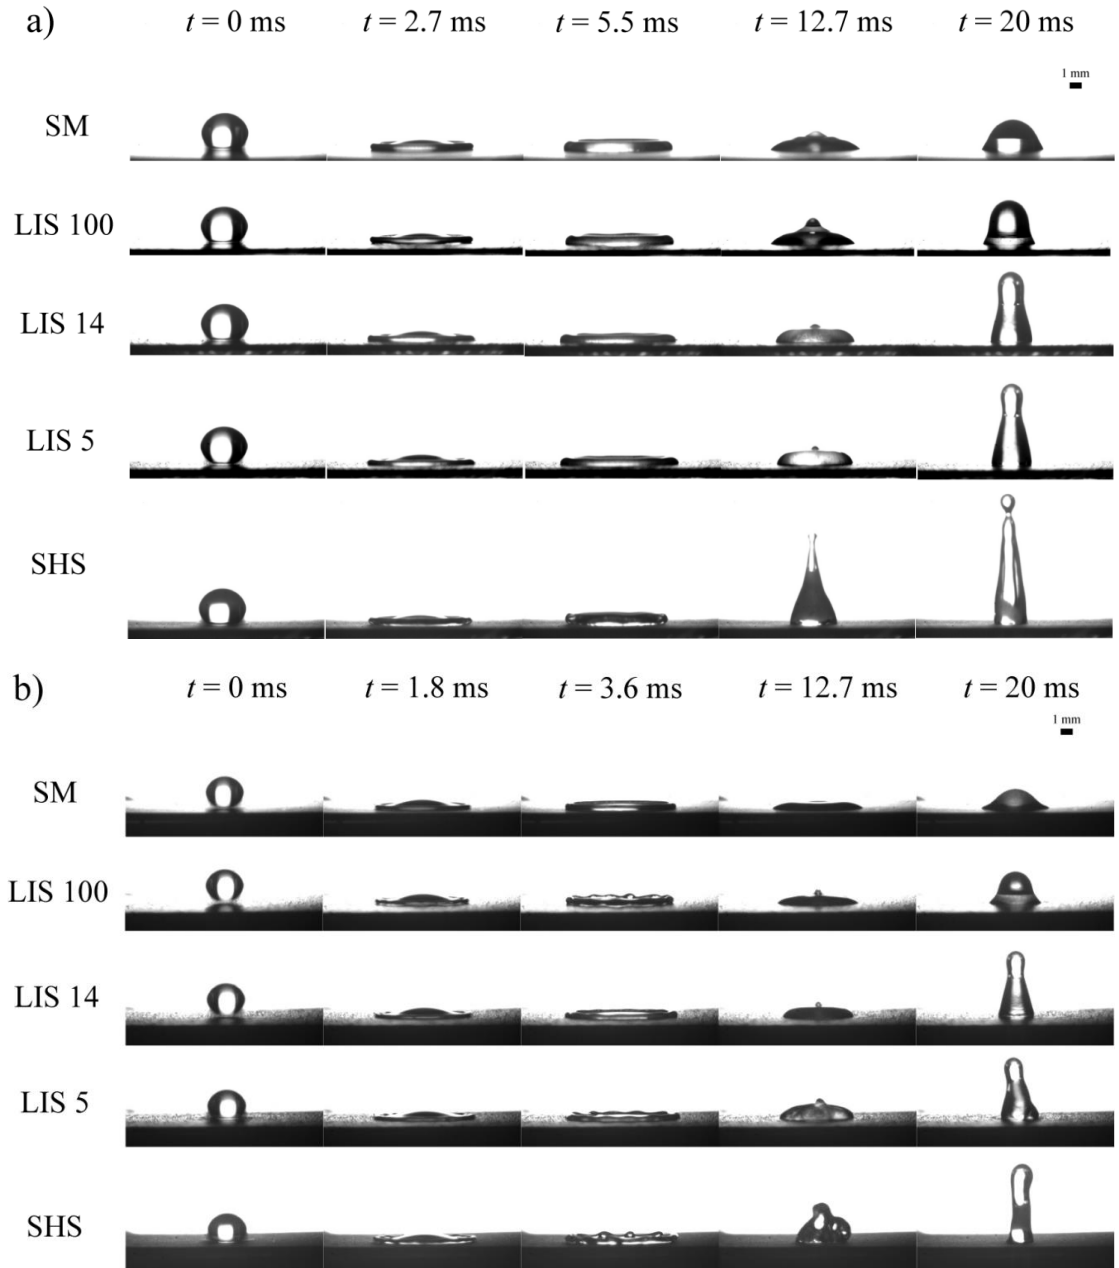 a) t = 0 ms t = 2.7 ms t = 5.5 ms t = 12.7 ms t = 20 ms
1 mm
SM
LIS 100
LIS 14
LIS 5
SHS
b) t = 0 ms t = 1.8 ms t = 3.6 ms t = 12.7 ms t = 20 ms
1 mm
SM
LIS 100
LIS 14
LIS 5
SHS